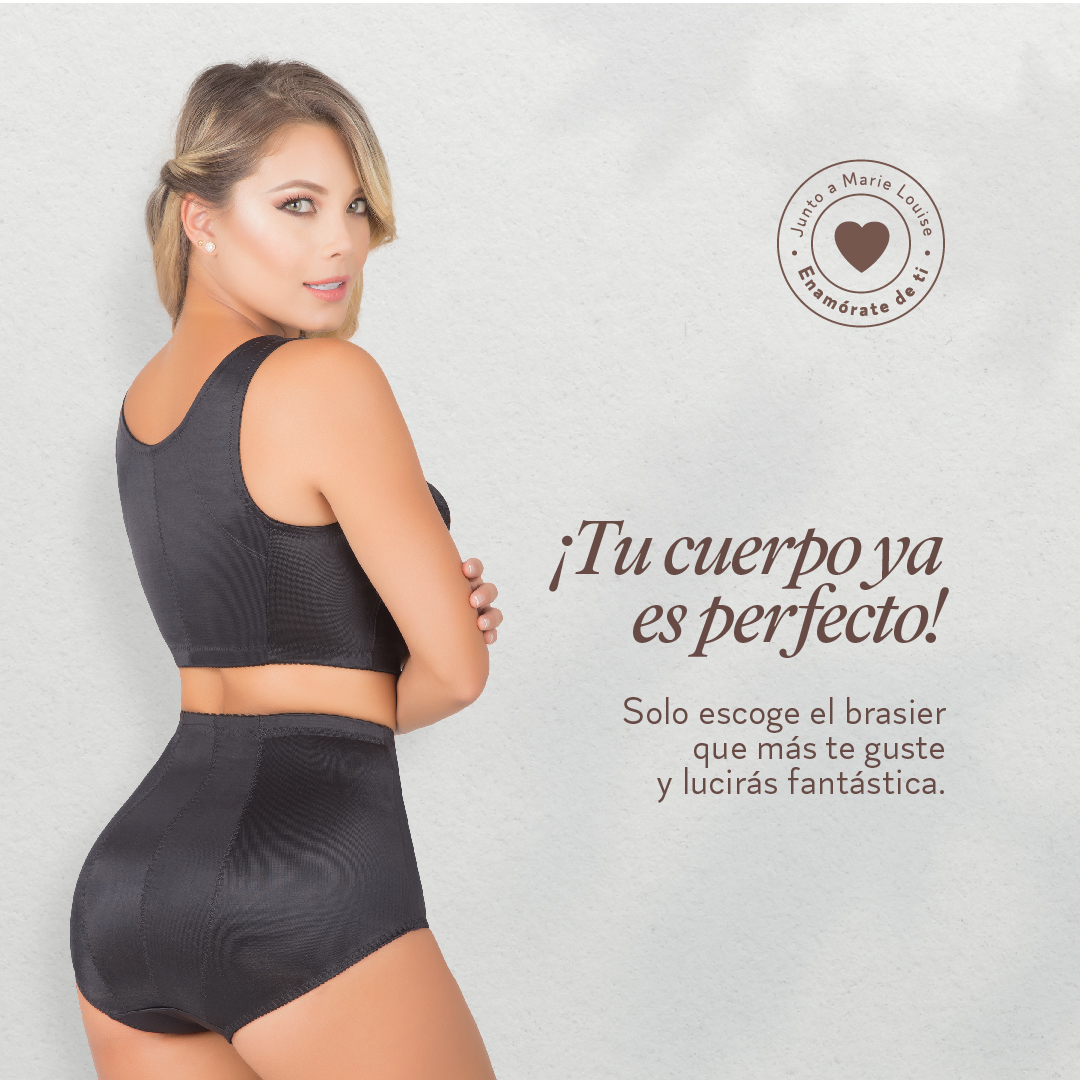 Junto a Marie Louise
• Enamórate de ti •
¡Tu cuerpo ya
es perfecto!
Solo escoge el brasier
que más te guste
y lucirás fantástica.